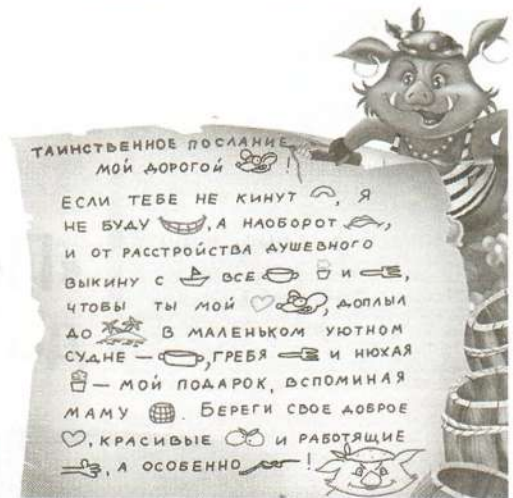 ТАИНСТВЕННОЕ ПОСЛАНИЕ
МОЙ ДОРОГОЙ !
ЕСЛИ ТЕБЕ НЕ КИНУТ , Я
НЕ БУДУ , А НАОБОРОТ ,
И ОТ РАССТРОЙСТВА ДУШЕВНОГО
ВЫКИНУ С ВСЕ И ,
ЧТОБЫ ТЫ МОЙ , ДОПЛЫЛ
ДО В МАЛЕНЬКОМ УЮТНОМ
СУДНЕ — , ГРЕБЯ И НЮХАЯ
— МОЙ ПОДАРОК, ВСПОМИНАЯ
МАМУ . БЕРЕГИ СВОЕ ДОБРОЕ
, КРАСИВЫЕ И РАБОТЯЩИЕ
, А ОСОБЕННО !